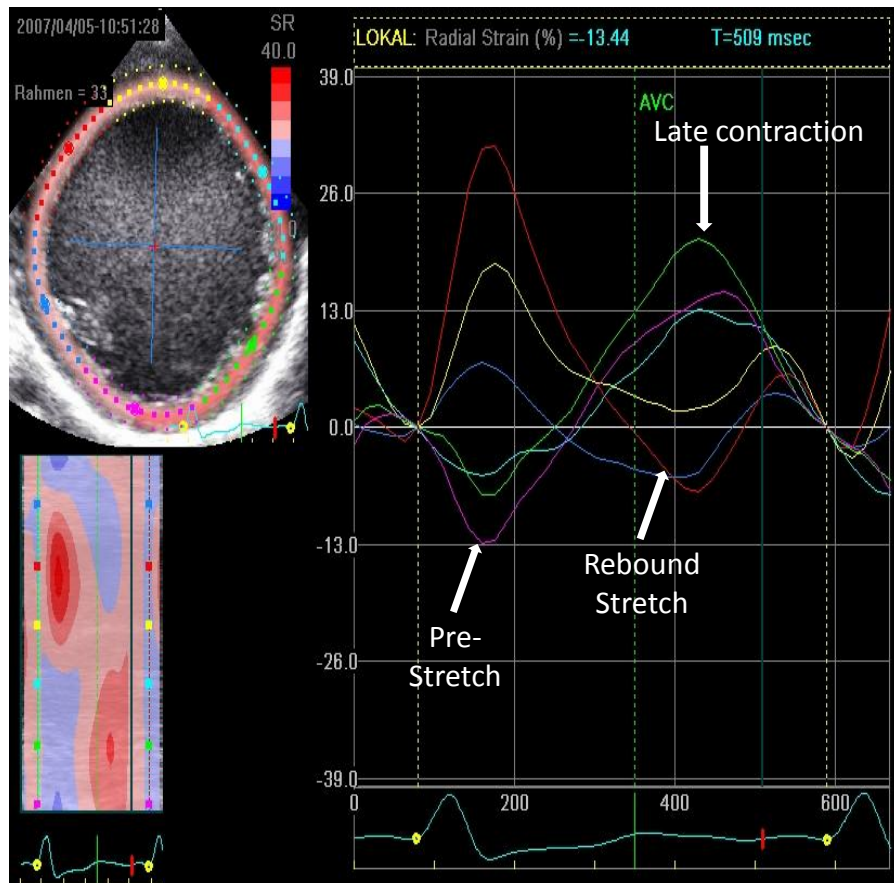 2007/04/05-10:51:28
SR
40.0
Rahmen = 33
LOKAL: Radial Strain (%) =-13.44 T=509 msec
39.0
AVC
Late contraction
26.0
13.0
0.0
-13.0
Rebound
Stretch
Pre-
Stretch
-26.0
-39.0
0 200 400 600